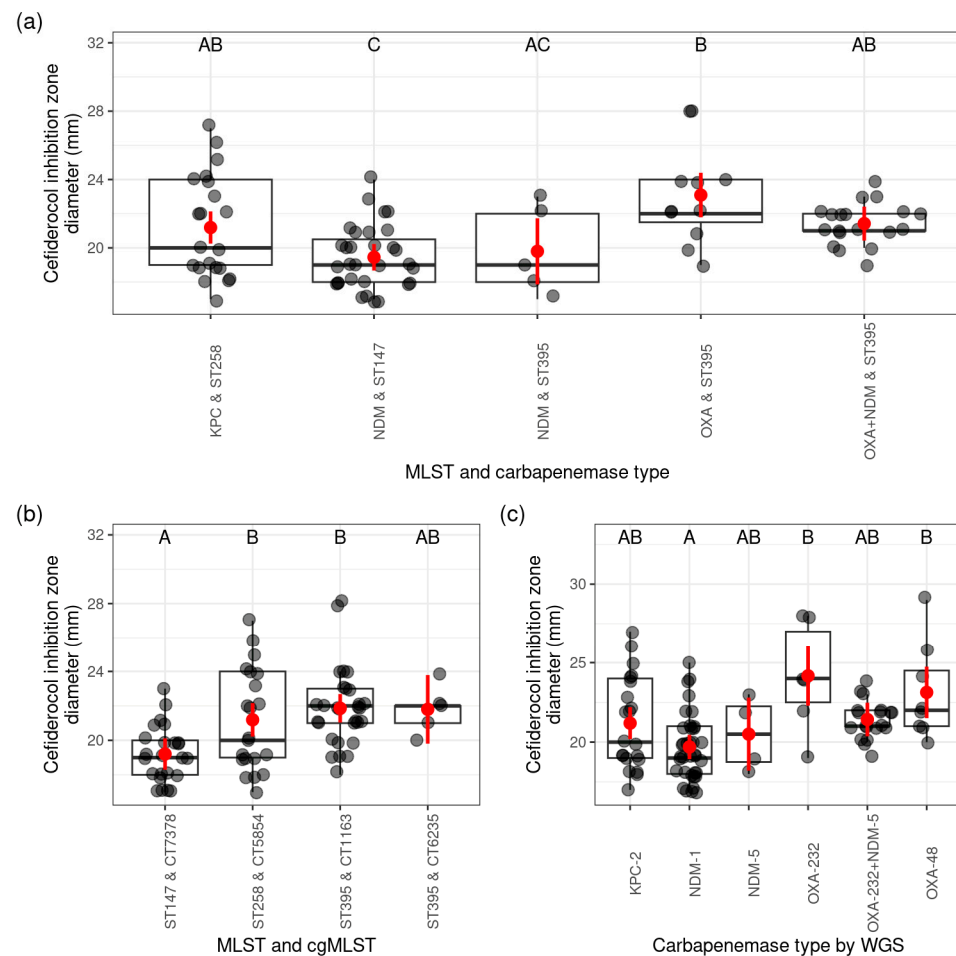 (a)
Cefiderocol inhibition zone
diameter (mm)
32
28
24
20
AB C AC B AB
KPC & ST258
NDM & ST147
NDM & ST395
OXA & ST395
OXA+NDM & ST395
MLST and carbapenemase type
(b)
Cefiderocol inhibition zone
diameter (mm)
32
28
24
20
A B B AB
ST147 & CT7378
ST258 & CT5854
ST395 & CT1163
ST395 & CT6235
MLST and cgMLST
(c)
Cefiderocol inhibition zone
diameter (mm)
30
25
20
AB A AB B AB B
KPC-2
NDM-1
NDM-5
OXA-232
OXA-232+NDM-5
OXA-48
Carbapenemase type by WGS